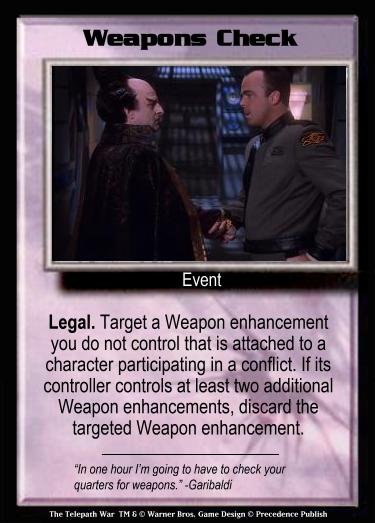 Weapons Check
Event
Legal. Target a Weapon enhancement
you do not control that is attached to a
character participating in a conflict. If its
controller controls at least two additional
Weapon enhancements, discard the
targeted Weapon enhancement.
"In one hour I'm going to have to check your
quarters for weapons." -Garibaldi
The Telepath War TM & © Warner Bros. Game Design © Precedence Publish